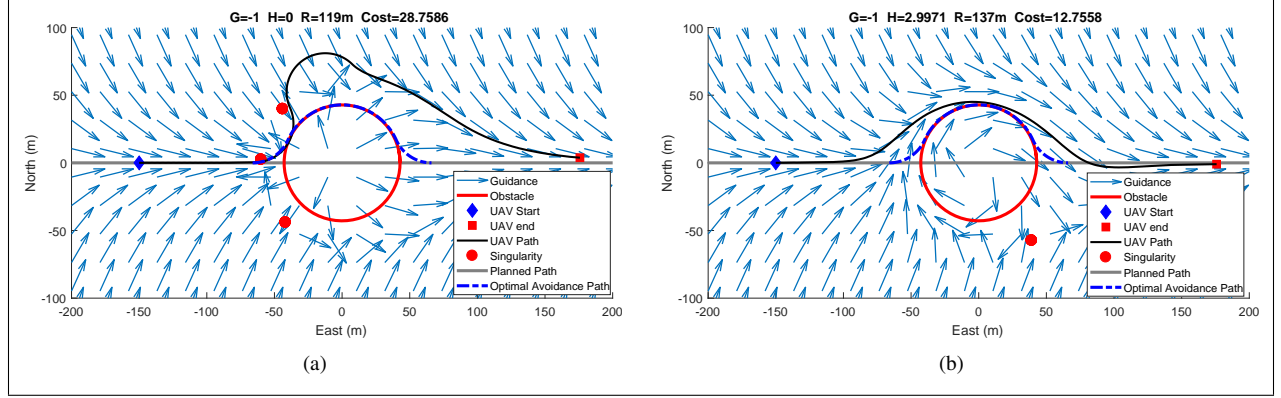 G=-1 H=0 R=119m Cost=28.7586
100
50
0
-50
-100
North (m)
-200
-150
-100
-50
0
50
100
150
200
East (m)
Guidance
Obstacle
UAV Start
UAV end
UAV Path
Singularity
Planned Path
Optimal Avoidance Path
(a)
G=-1 H=2.9971 R=137m Cost=12.7558
100
50
0
-50
-100
North (m)
-200
-150
-100
-50
0
50
100
150
200
East (m)
Guidance
Obstacle
UAV Start
UAV end
UAV Path
Singularity
Planned Path
Optimal Avoidance Path
(b)